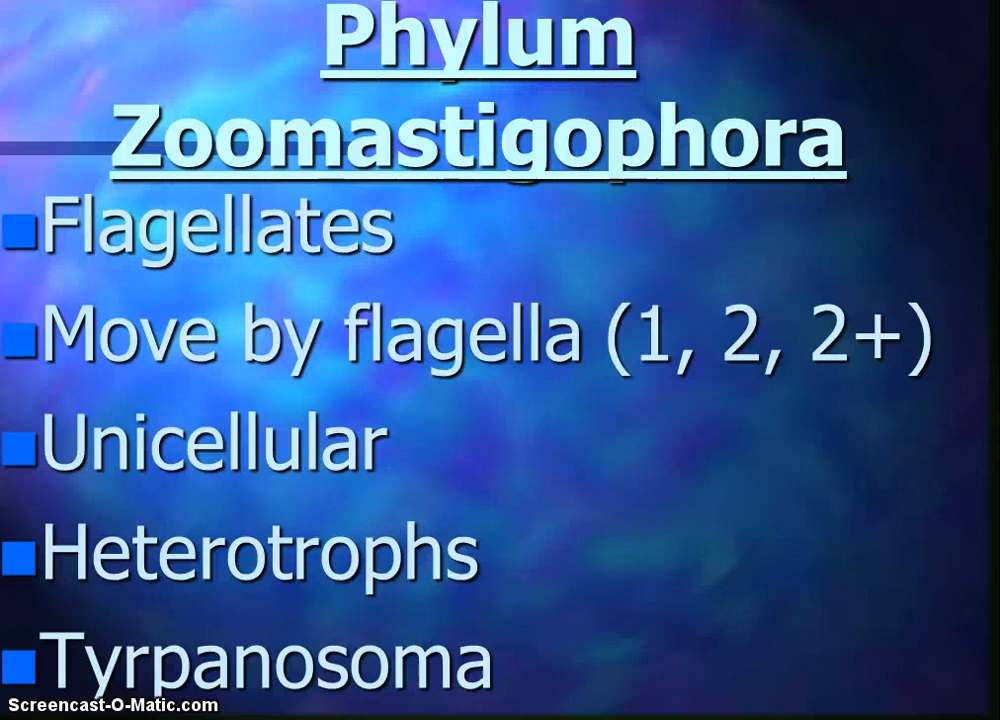 Phylum
Zoomastigophora
Flagellates
Move by flagella (1, 2, 2+)
Unicellular
Heterotrophs
Tyrpanosoma
Screencast-O-Matic.com